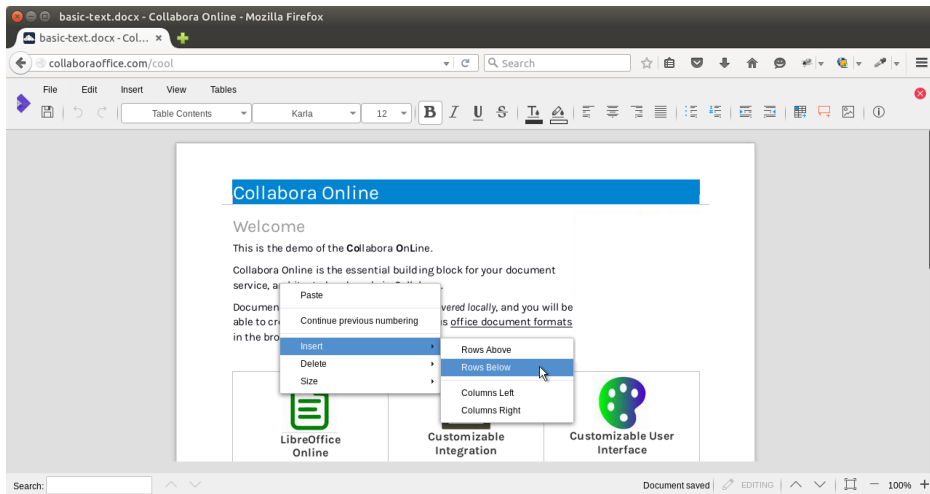 basic-text.docx - Collabora Online - Mozilla Firefox
basic-text.docx - Col...
collaboraoffice.com/cool
Search
File Edit Insert View Tables
Table Contents Karla 12 B I U S
Collabora Online
Welcome
This is the demo of the Collabora OnLine.
Collabora Online is the essential building block for your document
service,
Paste
Documen vered locally, and you will be
Continue previous numbering
able to cr s office document formats
in the bro
Insert
Rows Above
Delete
Rows Below
Size
Columns Left
Columns Right
LibreOffice
Online
Customizable
Integration
Customizable User
Interface
Search:
Document saved EDITING 100%